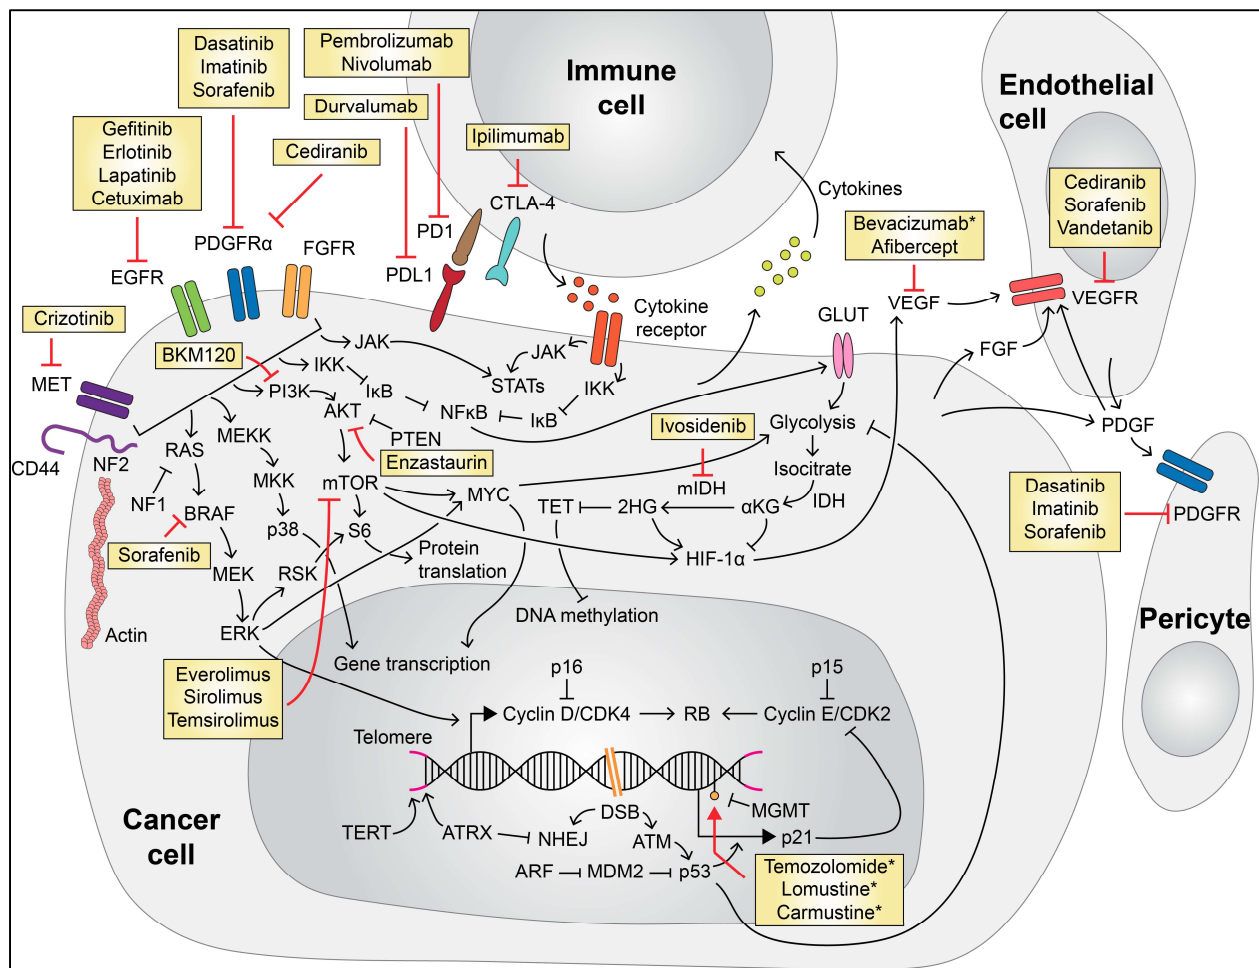 Dasatinib
Imatinib
Sorafenib
Pembrolizumab
Nivolumab
Durvalumab
Immune
cell
Endothelial
cell
Gefitinib
Erlotinib
Lapatinib
Cetuximab
Cediranib
Ipilimumab
Cytokines
Cediranib
Sorafenib
Vandetanib
Bevacizumab*
Afibercept
PDGFRα
FGFR
PD1
CTLA-4
EGFR
PDL1
VEGF
VEGFR
Crizotinib
Cytokine
receptor
GLUT
BKM120
JAK
JAK
FGF
MET
IKK
IκB
STATs
IKK
PI3K
AKT
NFκB
IκB
Ivosidenib
Glycolysis
PDGF
RAS
MEKK
PTEN
CD44
NF2
Enzastaurin
Isocitrate
MKK
mTOR
MYC
mIDH
IDH
Dasatinib
Imatinib
Sorafenib
PDGFR
NF1
BRAF
TET
2HG
αKG
p38
S6
Sorafenib
Protein
translation
HIF-1α
MEK
RSK
DNA methylation
Pericyte
Actin
ERK
Gene transcription
p16
p15
Everolimus
Sirolimus
Temsirolimus
Cyclin D/CDK4
RB
Cyclin E/CDK2
Telomere
Cancer
cell
DSB
MGMT
TERT
ATRX
NHEJ
ATM
p21
ARF
MDM2
p53
Temozolomide*
Lomustine*
Carmustine*